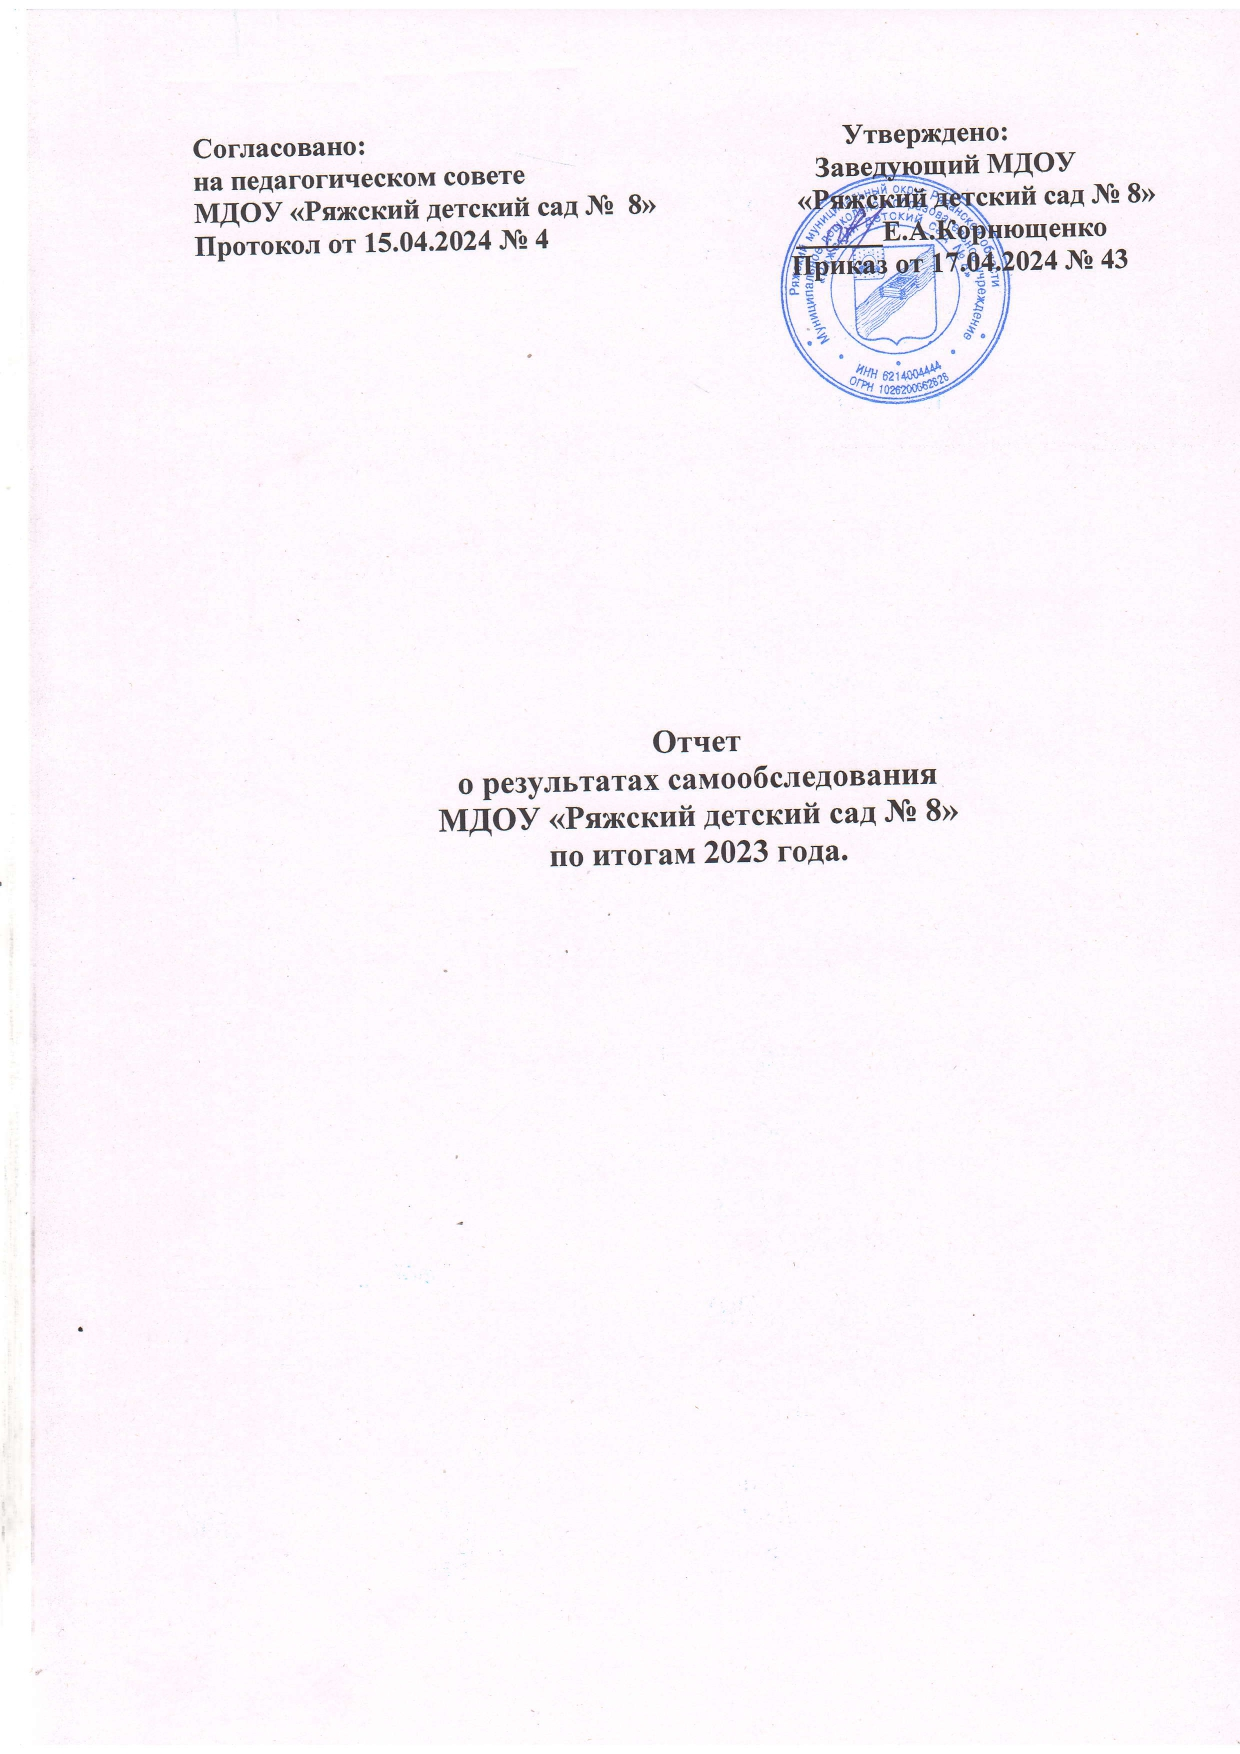 Согласовано:
на педагогическом совете
МДОУ «Ряжский детский сад № 8»
Протокол от 15.04.2024 № 4
Утверждено:
Заведующий МДОУ
«Ряжский детский сад № 8»
______Е.А.Корнющенко
Приказ от 17.04.2024 № 43
ИНН 6214004444
ОГРН 1026200662626
Отчет
о результатах самообследования
МДОУ «Ряжский детский сад № 8»
по итогам 2023 года.